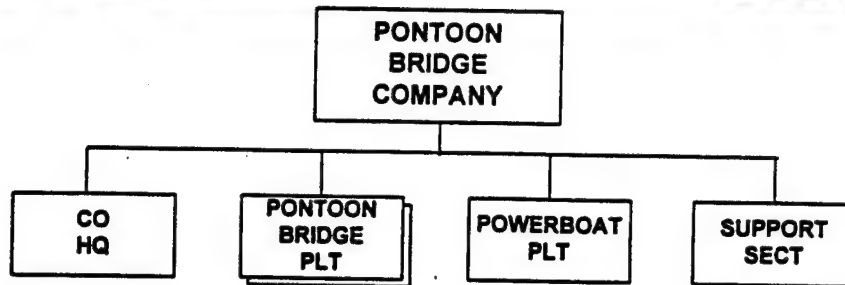 PONTOON
BRIDGE
COMPANY
CO
HQ
PONTOON
BRIDGE
PLT
POWERBOAT
PLT
SUPPORT
SECT